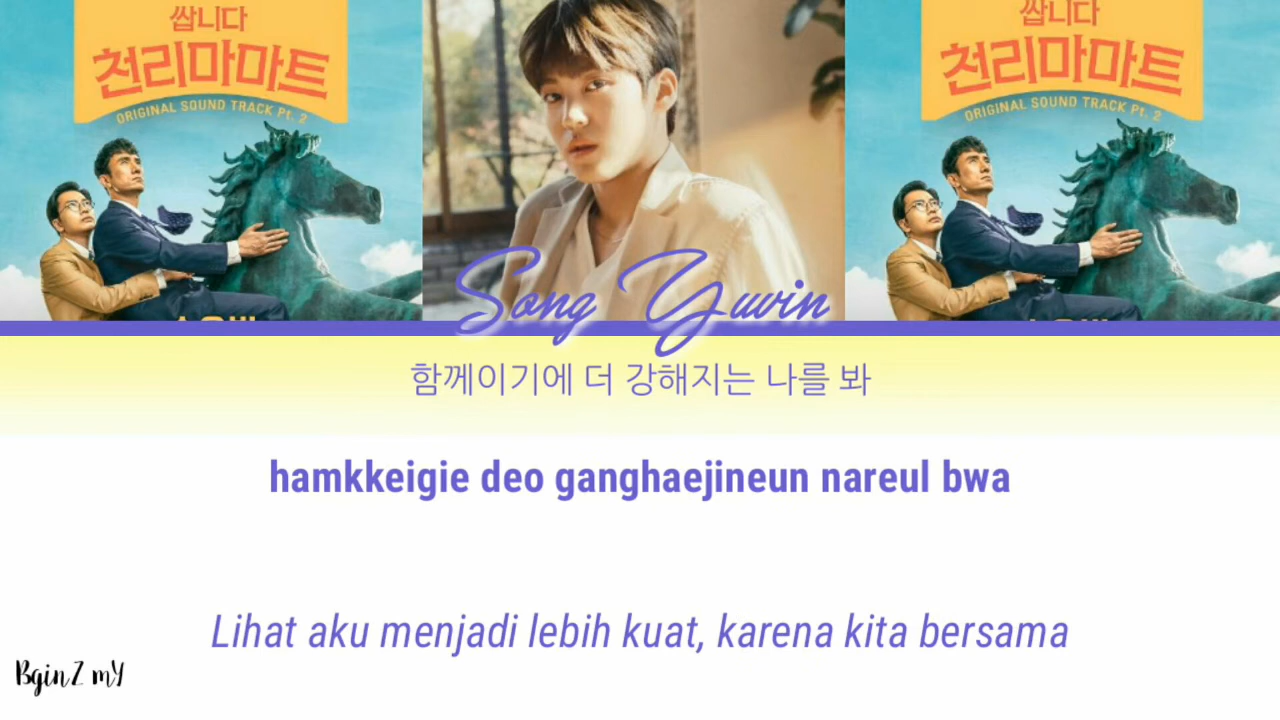 쌉니다
천리마마트
ORIGINAL SOUND TRACK Pt. 2
쌉니다
천리마마트
ORIGINAL SOUND TRACK Pt. 2
Song Yuvin
함께이기에 더 강해지는 나를 봐
hamkkeigie deo ganghaejineun nareul bwa
Lihat aku menjadi lebih kuat, karena kita bersama
BginZ mY